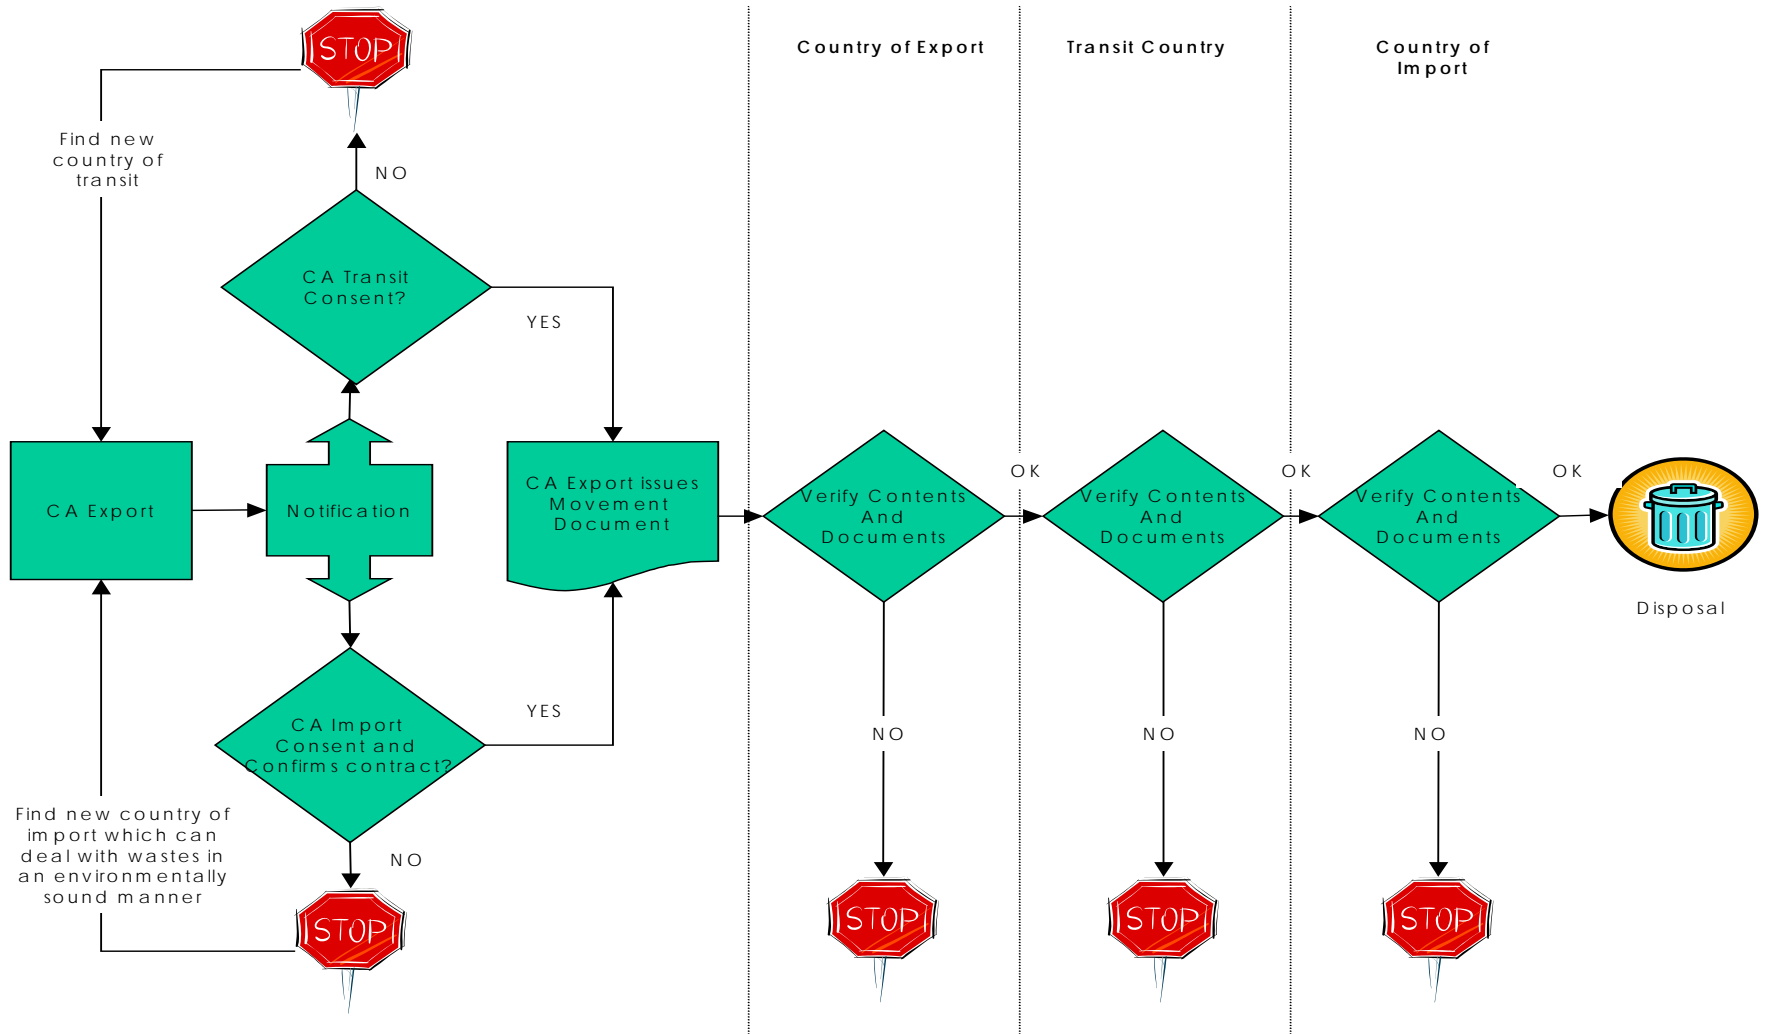 STOP
Find new
country of
transit
NO
CA Transit
Consent?
YES
CA Export
Notification
CA Export issues
Movement
Document
CA Import
Consent and
Confirms contract?
YES
NO
Find new country of
import which can
deal with wastes in
an environmentally
sound manner
STOP
Country of Export
Verify Contents
And
Documents
OK
NO
STOP
Transit Country
Verify Contents
And
Documents
OK
NO
STOP
Country of
Import
Verify Contents
And
Documents
OK
NO
STOP
Disposal